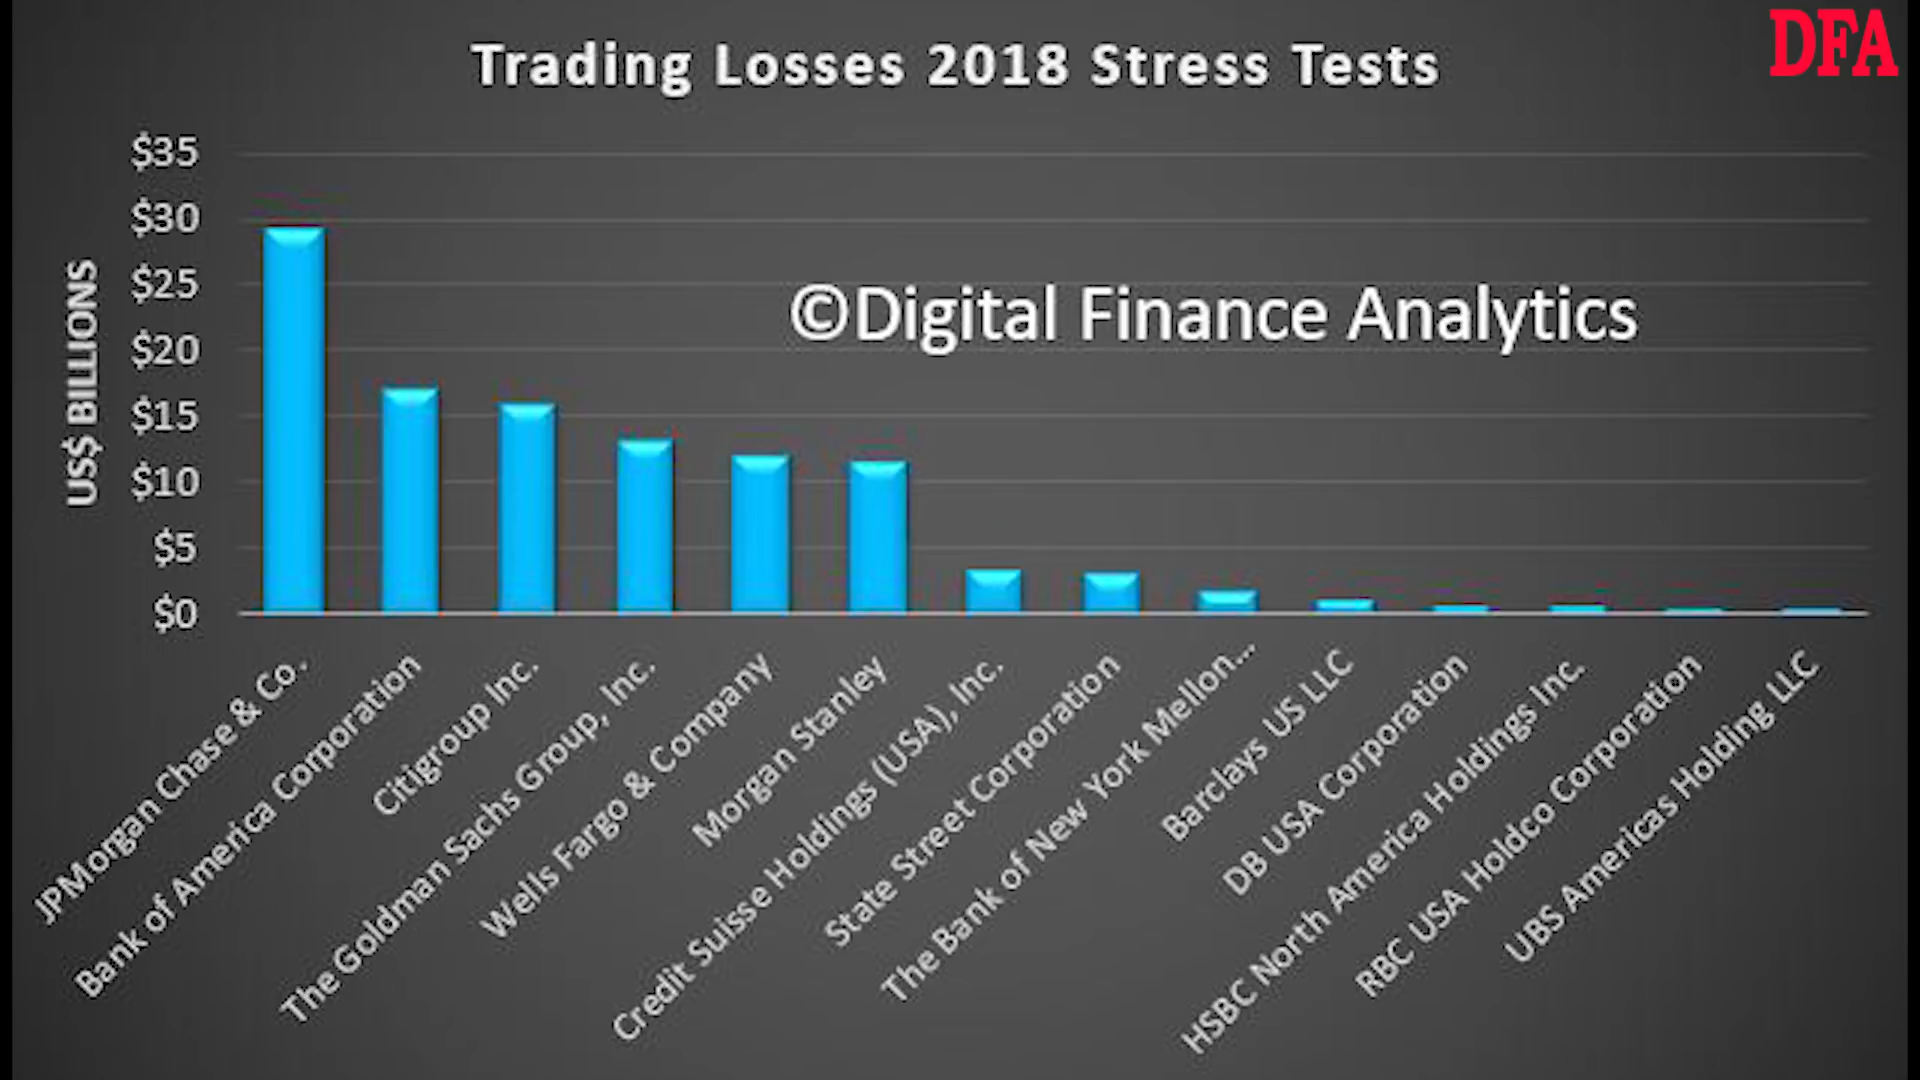 DFA
Trading Losses 2018 Stress Tests
$35
$30
$25
$20
$15
$10
$5
$0
US$ BILLIONS
©Digital Finance Analytics
JPMorgan Chase & Co.
Bank of America Corporation
Citigroup Inc.
The Goldman Sachs Group, Inc.
Wells Fargo & Company
Morgan Stanley
Credit Suisse Holdings (USA), Inc.
State Street Corporation
The Bank of New York Mellon...
Barclays US LLC
DB USA Corporation
HSBC North America Holdings Inc.
RBC USA Holdco Corporation
UBS Americas Holding LLC